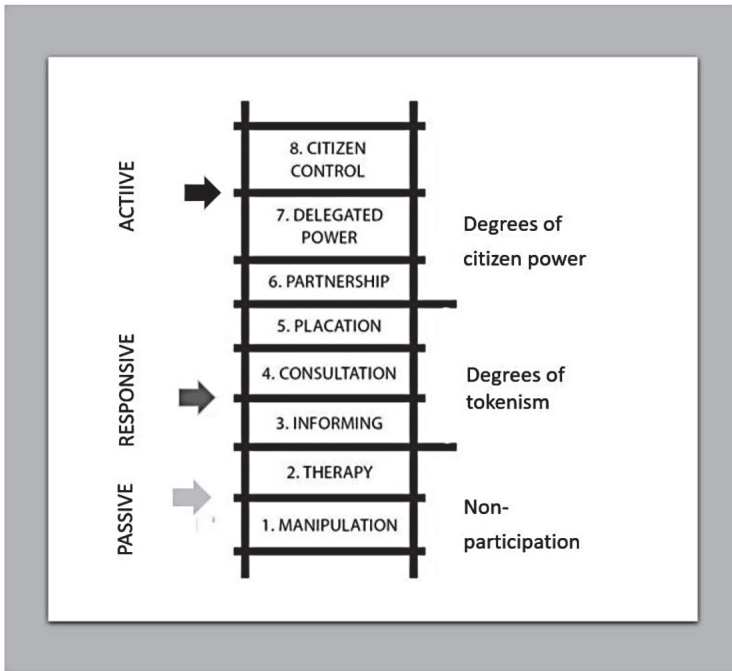 ACTIIVE
RESPONSIVE
PASSIVE
8. CITIZEN
CONTROL
7. DELEGATED
POWER
6. PARTNERSHIP
5. PLACATION
4. CONSULTATION
3. INFORMING
2. THERAPY
1. MANIPULATION
Degrees of
citizen power
Degrees of
tokenism
Non-
participation